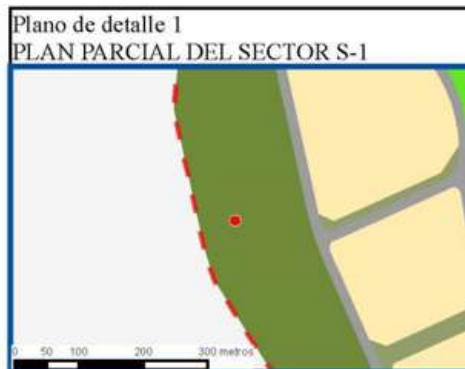 Plano de detalle 1
PLAN PARCIAL DEL SECTOR S-1
0 50 100 200 300 metros